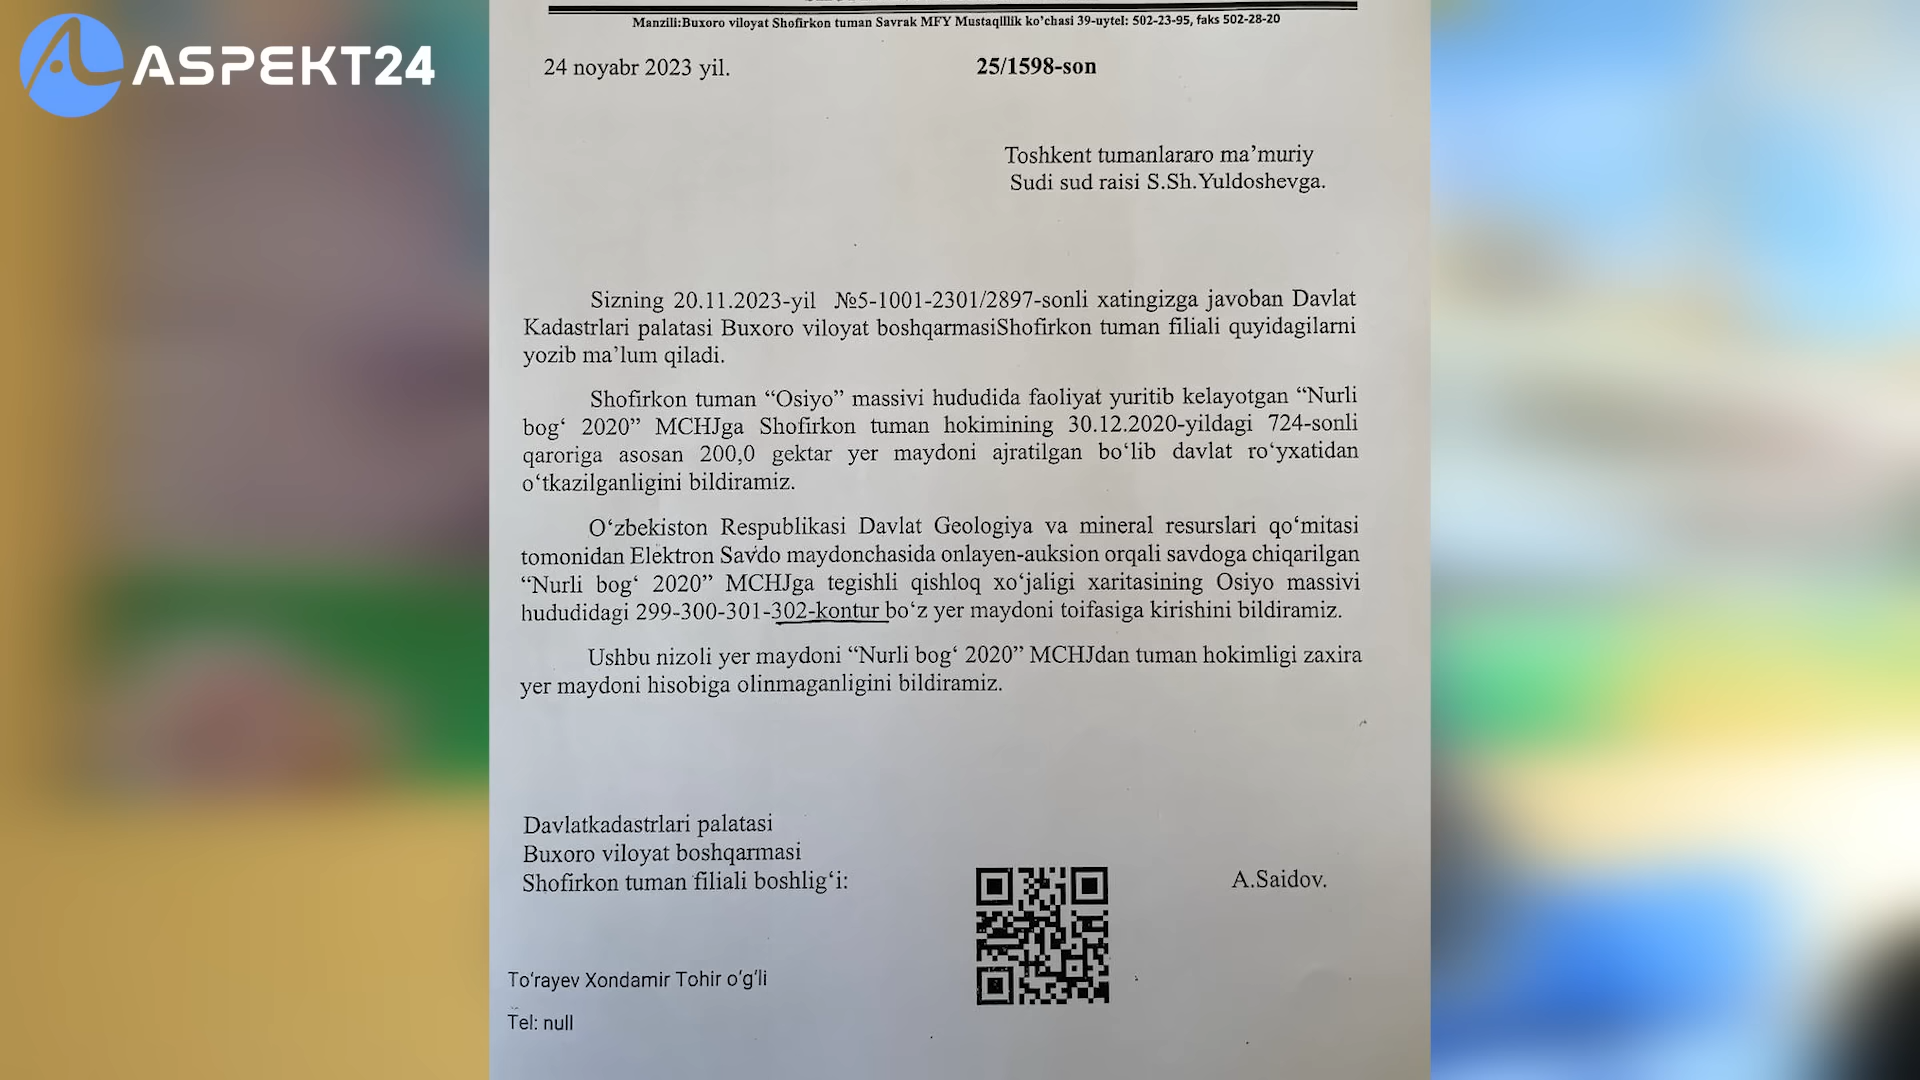 ASPEKT24
Manzili:Buxoro viloyat Shofirkon tuman Savrak MFY Mustaqlllik ko’chasi 39-uytel: 502-23-95, faks 502-28-20
24 noyabr 2023 yil.
25/1598-son
Toshkent tumanlararo ma’muriy
Sudi sud raisi S.Sh.Yuldoshevga.
Sizning 20.11.2023-yil №5-1001-2301/2897-sonli xatingizga javoban Davlat
Kadastrlari palatasi Buxoro viloyat boshqarmasiShofirkon tuman filiali quyidagilarni
yozib ma’lum qiladi.
Shofirkon tuman “Osiyo” massivi hududida faoliyat yuritib kelayotgan “Nurli
bog‘ 2020” MCHJga Shofirkon tuman hokimining 30.12.2020-yildagi 724-sonli
qaroriga asosan 200,0 gektar yer maydoni ajratilgan bo‘lib davlat ro‘yxatidan
o‘tkazilganligini bildiramiz.
O‘zbekiston Respublikasi Davlat Geologiya va mineral resurslari qo‘mitasi
tomonidan Elektron Savdo maydonchasida onlayen-auksion orqali savdoga chiqarilgan
“Nurli bog‘ 2020” MCHJga tegishli qishloq xo‘jaligi xaritasining Osiyo massivi
hududidagi 299-300-301-302-kontur bo‘z yer maydoni toifasiga kirishini bildiramiz.
Ushbu nizoli yer maydoni “Nurli bog‘ 2020” MCHJdan tuman hokimligi zaxira
yer maydoni hisobiga olinmaganligini bildiramiz.
Davlatkadastrlari palatasi
Buxoro viloyat boshqarmasi
Shofirkon tuman filiali boshlig‘i:
A.Saidov.
To‘rayev Xondamir Tohir o‘g‘li
Tel: null